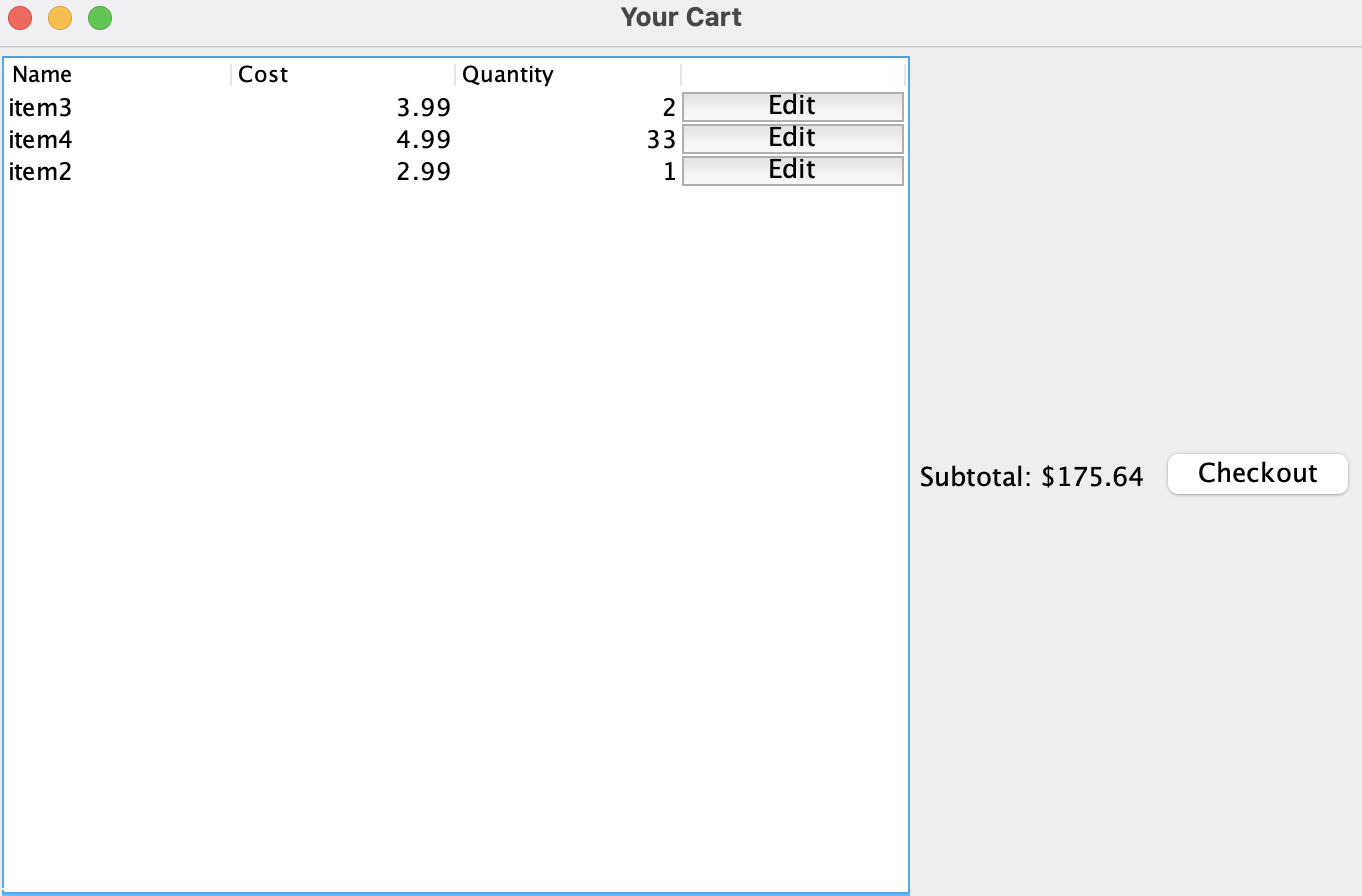 Your Cart
Name Cost Quantity
item3 3.99 2 Edit
item4 4.99 33 Edit
item2 2.99 1 Edit
Subtotal: $175.64 Checkout